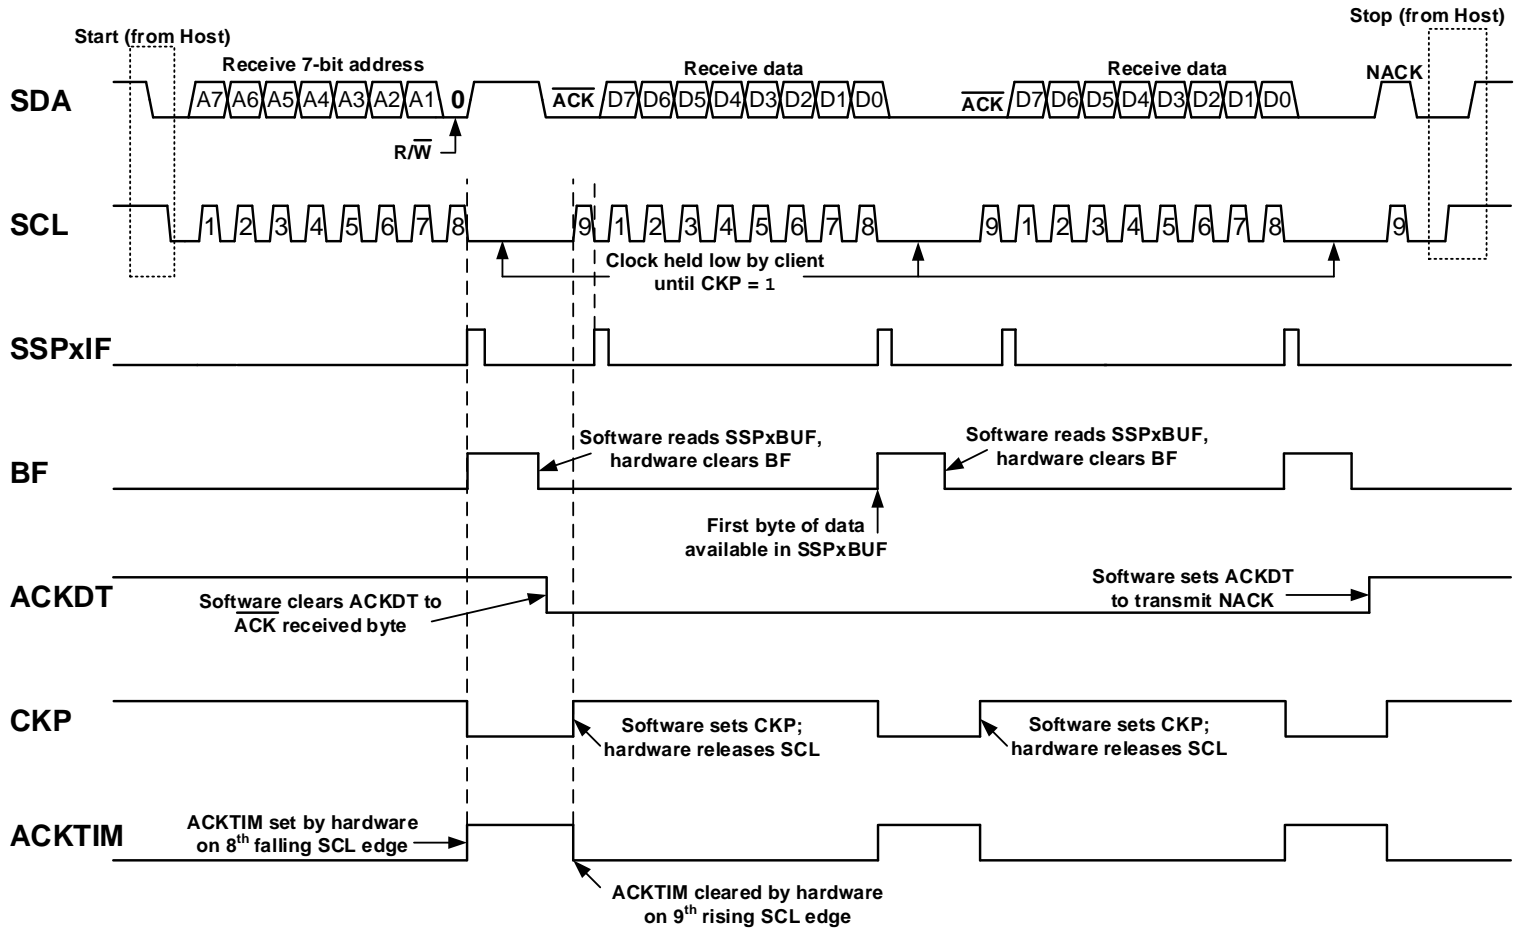 Start (from Host)
Stop (from Host)
Receive 7-bit address
Receive data
Receive data
NACK
SDA
A7 A6 A5 A4 A3 A2 A1 0
ACK
D7 D6 D5 D4 D3 D2 D1 D0
ACK
D7 D6 D5 D4 D3 D2 D1 D0
R/W
SCL
1 2 3 4 5 6 7 8 9 1 2 3 4 5 6 7 8 9 1 2 3 4 5 6 7 8 9
Clock held low by client
until CKP = 1
SSPxIF
BF
Software reads SSPxBUF,
hardware clears BF
Software reads SSPxBUF,
hardware clears BF
First byte of data
available in SSPxBUF
ACKDT
Software clears ACKDT to
ACK received byte
Software sets ACKDT
to transmit NACK
CKP
Software sets CKP;
hardware releases SCL
Software sets CKP;
hardware releases SCL
ACKTIM
ACKTIM set by hardware
on 8th falling SCL edge
ACKTIM cleared by hardware
on 9th rising SCL edge